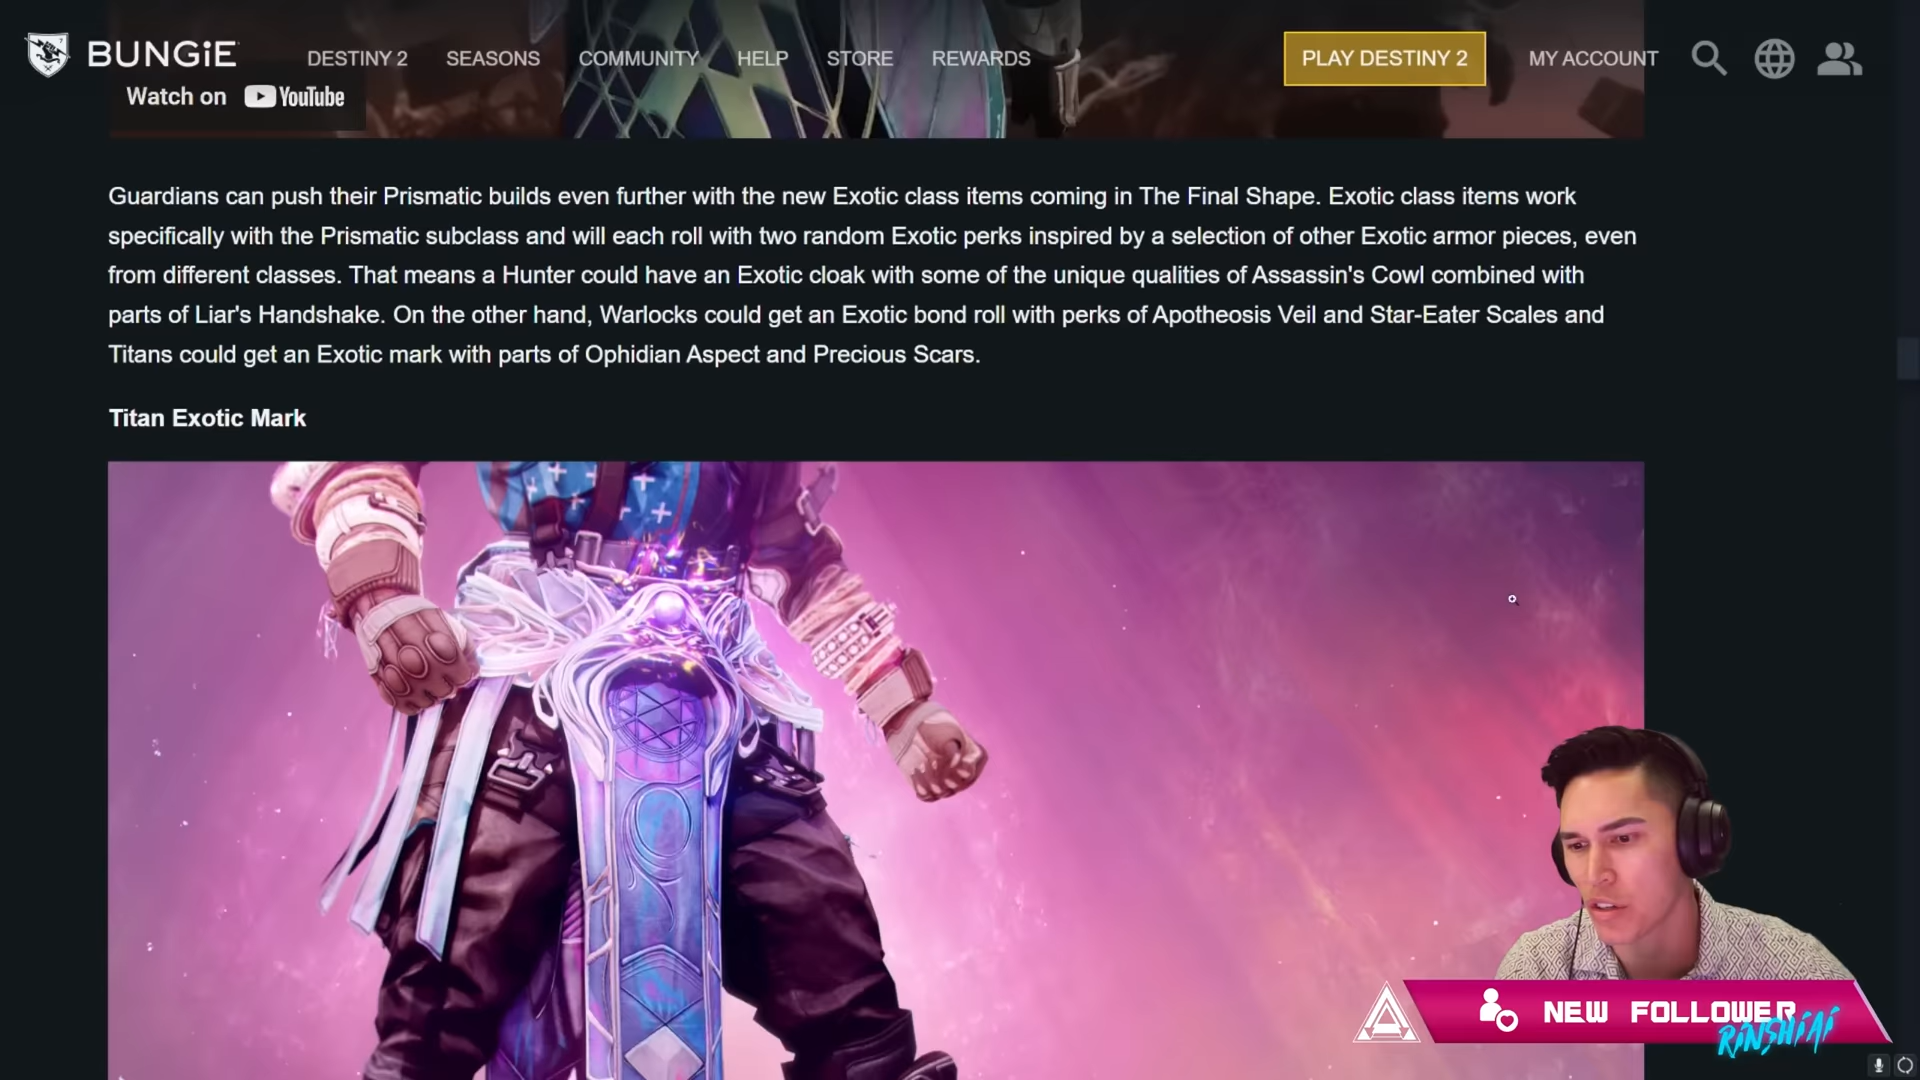 BUNGiE
DESTINY 2 SEASONS COMMUNITY HELP STORE REWARDS PLAY DESTINY 2 MY ACCOUNT
Watch on YouTube
Guardians can push their Prismatic builds even further with the new Exotic class items coming in The Final Shape. Exotic class items work
specifically with the Prismatic subclass and will each roll with two random Exotic perks inspired by a selection of other Exotic armor pieces, even
from different classes. That means a Hunter could have an Exotic cloak with some of the unique qualities of Assassin's Cowl combined with
parts of Liar's Handshake. On the other hand, Warlocks could get an Exotic bond roll with perks of Apotheosis Veil and Star-Eater Scales and
Titans could get an Exotic mark with parts of Ophidian Aspect and Precious Scars.
Titan Exotic Mark
NEW FOLLOWER
RINSHIAI